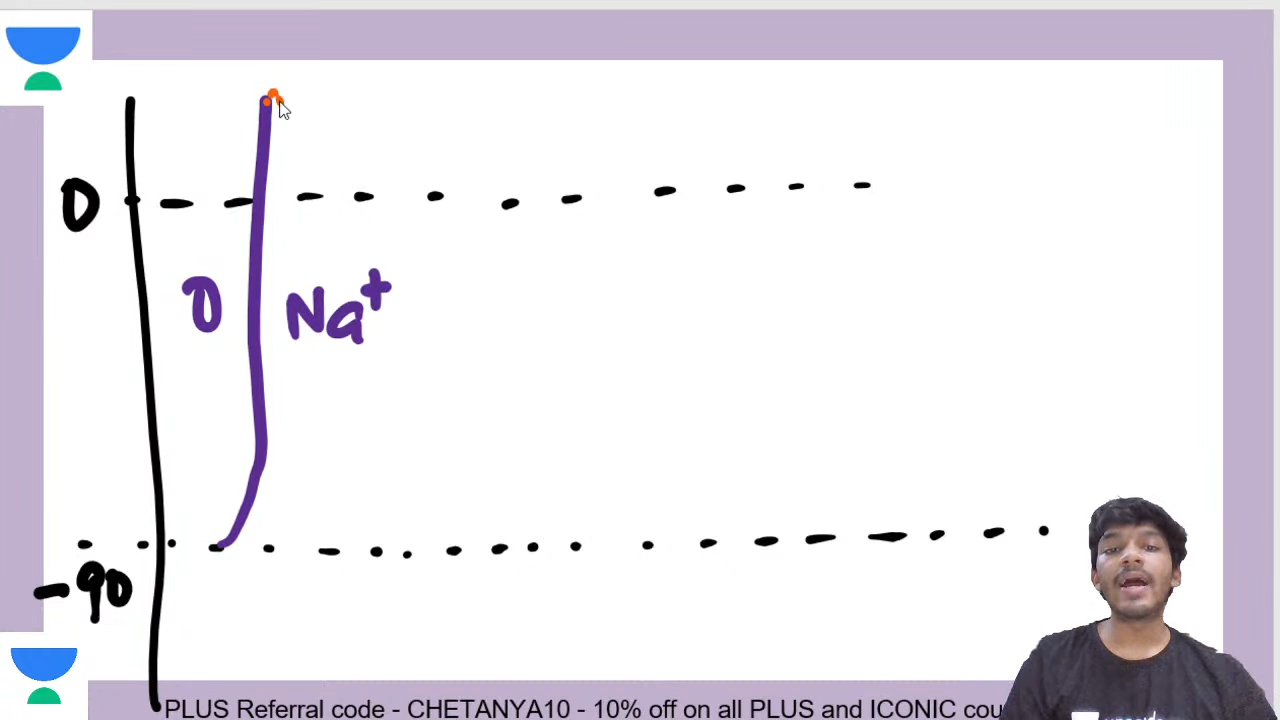 0
0 Na⁺
-90
PLUS Referral code - CHETANYA10 - 10% off on all PLUS and ICONIC cou